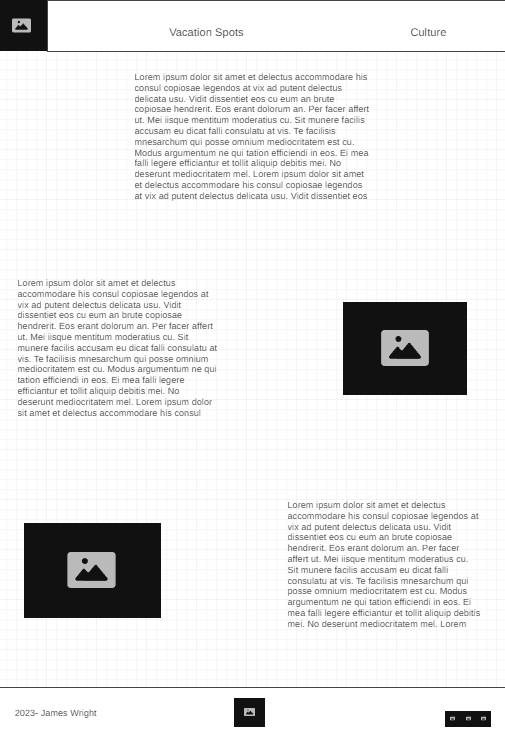 Vacation Spots
Culture
Lorem ipsum dolor sit amet et delectus accommodare his
consul copiosae legendos at vix ad putent delectus
delicata usu. Vidit dissentiet eos cu eum an brute
copiosae hendrerit. Eos erant dolorum an. Per facer affert
ut. Mei iisque mentitum moderatius cu. Sit munere facilis
accusam eu dicat falli consulatu at vis. Te facilisis
mnesarchum qui posse omnium mediocritatem est cu.
Modus argumentum ne qui tation efficiendi in eos. Ei mea
falli legere efficiantur et tollit aliquip debitis mei. No
deserunt mediocritatem mel. Lorem ipsum dolor sit amet
et delectus accommodare his consul copiosae legendos
at vix ad putent delectus delicata usu. Vidit dissentiet eos
Lorem ipsum dolor sit amet et delectus
accommodare his consul copiosae legendos at
vix ad putent delectus delicata usu. Vidit
dissentiet eos cu eum an brute copiosae
hendrerit. Eos erant dolorum an. Per facer affert
ut. Mei iisque mentitum moderatius cu. Sit
munere facilis accusam eu dicat falli consulatu at
vis. Te facilisis mnesarchum qui posse omnium
mediocritatem est cu. Modus argumentum ne qui
tation efficiendi in eos. Ei mea falli legere
efficiantur et tollit aliquip debitis mei. No
deserunt mediocritatem mel. Lorem ipsum dolor
sit amet et delectus accommodare his consul
Lorem ipsum dolor sit amet et delectus
accommodare his consul copiosae legendos at
vix ad putent delectus delicata usu. Vidit
dissentiet eos cu eum an brute copiosae
hendrerit. Eos erant dolorum an. Per facer
affert ut. Mei iisque mentitum moderatius cu.
Sit munere facilis accusam eu dicat falli
consulatu at vis. Te facilisis mnesarchum qui
posse omnium mediocritatem est cu. Modus
argumentum ne qui tation efficiendi in eos. Ei
mea falli legere efficiantur et tollit aliquip debitis
mei. No deserunt mediocritatem mel. Lorem
2023- James Wright